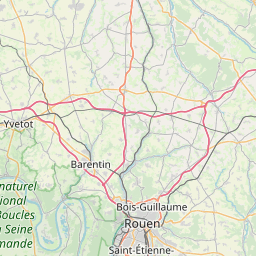 Yvetot
Barentin
naturel
ional
Boucles
a Seine
mande
Bois-Guillaume
Rouen
Saint-Étienne-